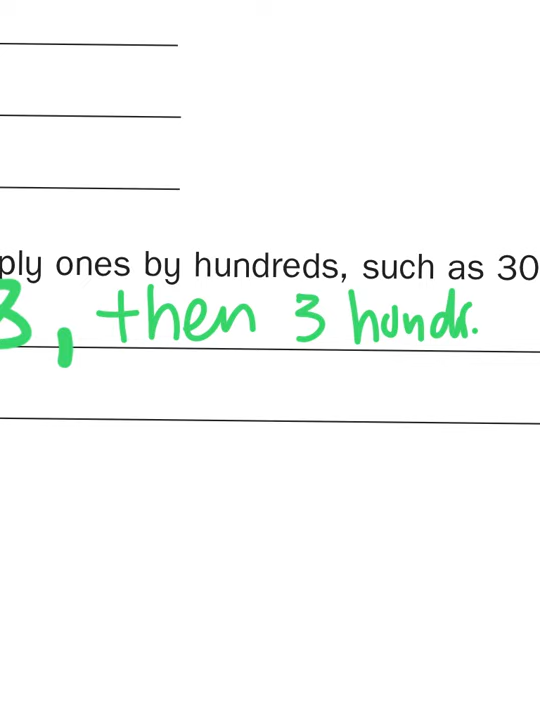 ply ones by hundreds, such as 30
3, then 3 hundr.